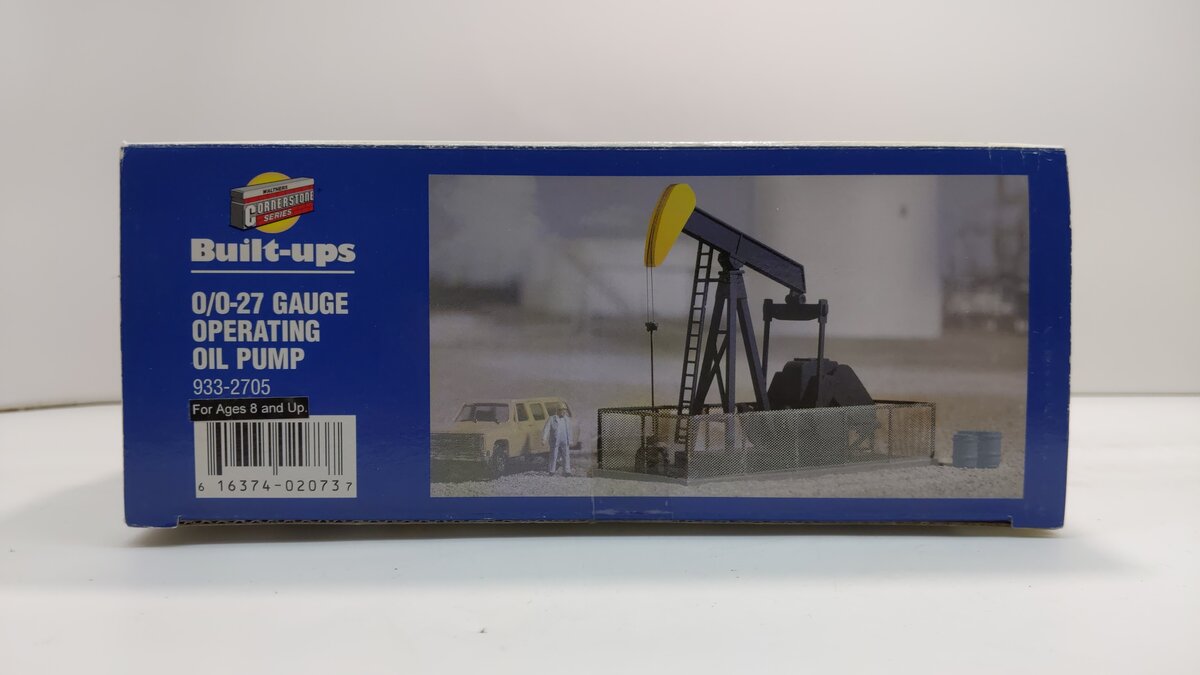 WALTHERS
CORNERSTONE
SERIES
Built-ups
O/O-27 GAUGE
OPERATING
OIL PUMP
933-2705
For Ages 8 and Up.
6 16374-02073 7